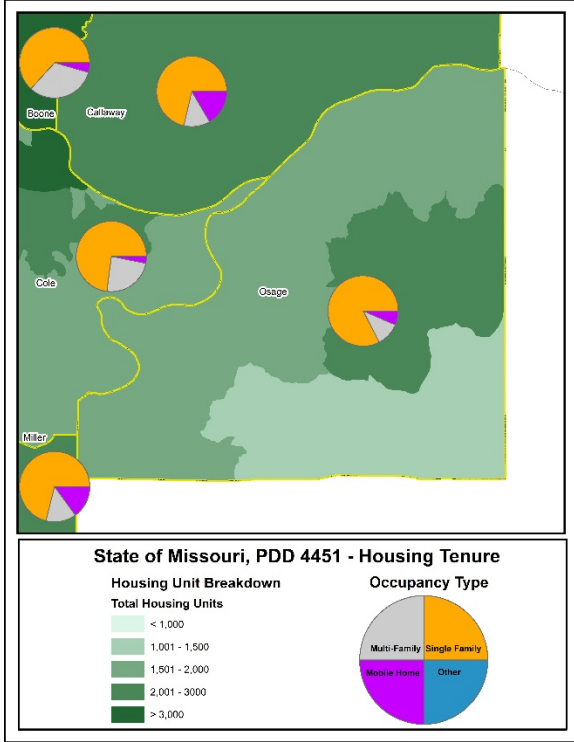 Boone
Callaway
Cole
Osage
Miller
State of Missouri, PDD 4451 - Housing Tenure
Housing Unit Breakdown
Total Housing Units
< 1,000
1,001 - 1,500
1,501 - 2,000
2,001 - 3000
> 3,000
Occupancy Type
Multi-Family
Single Family
Mobile Home
Other